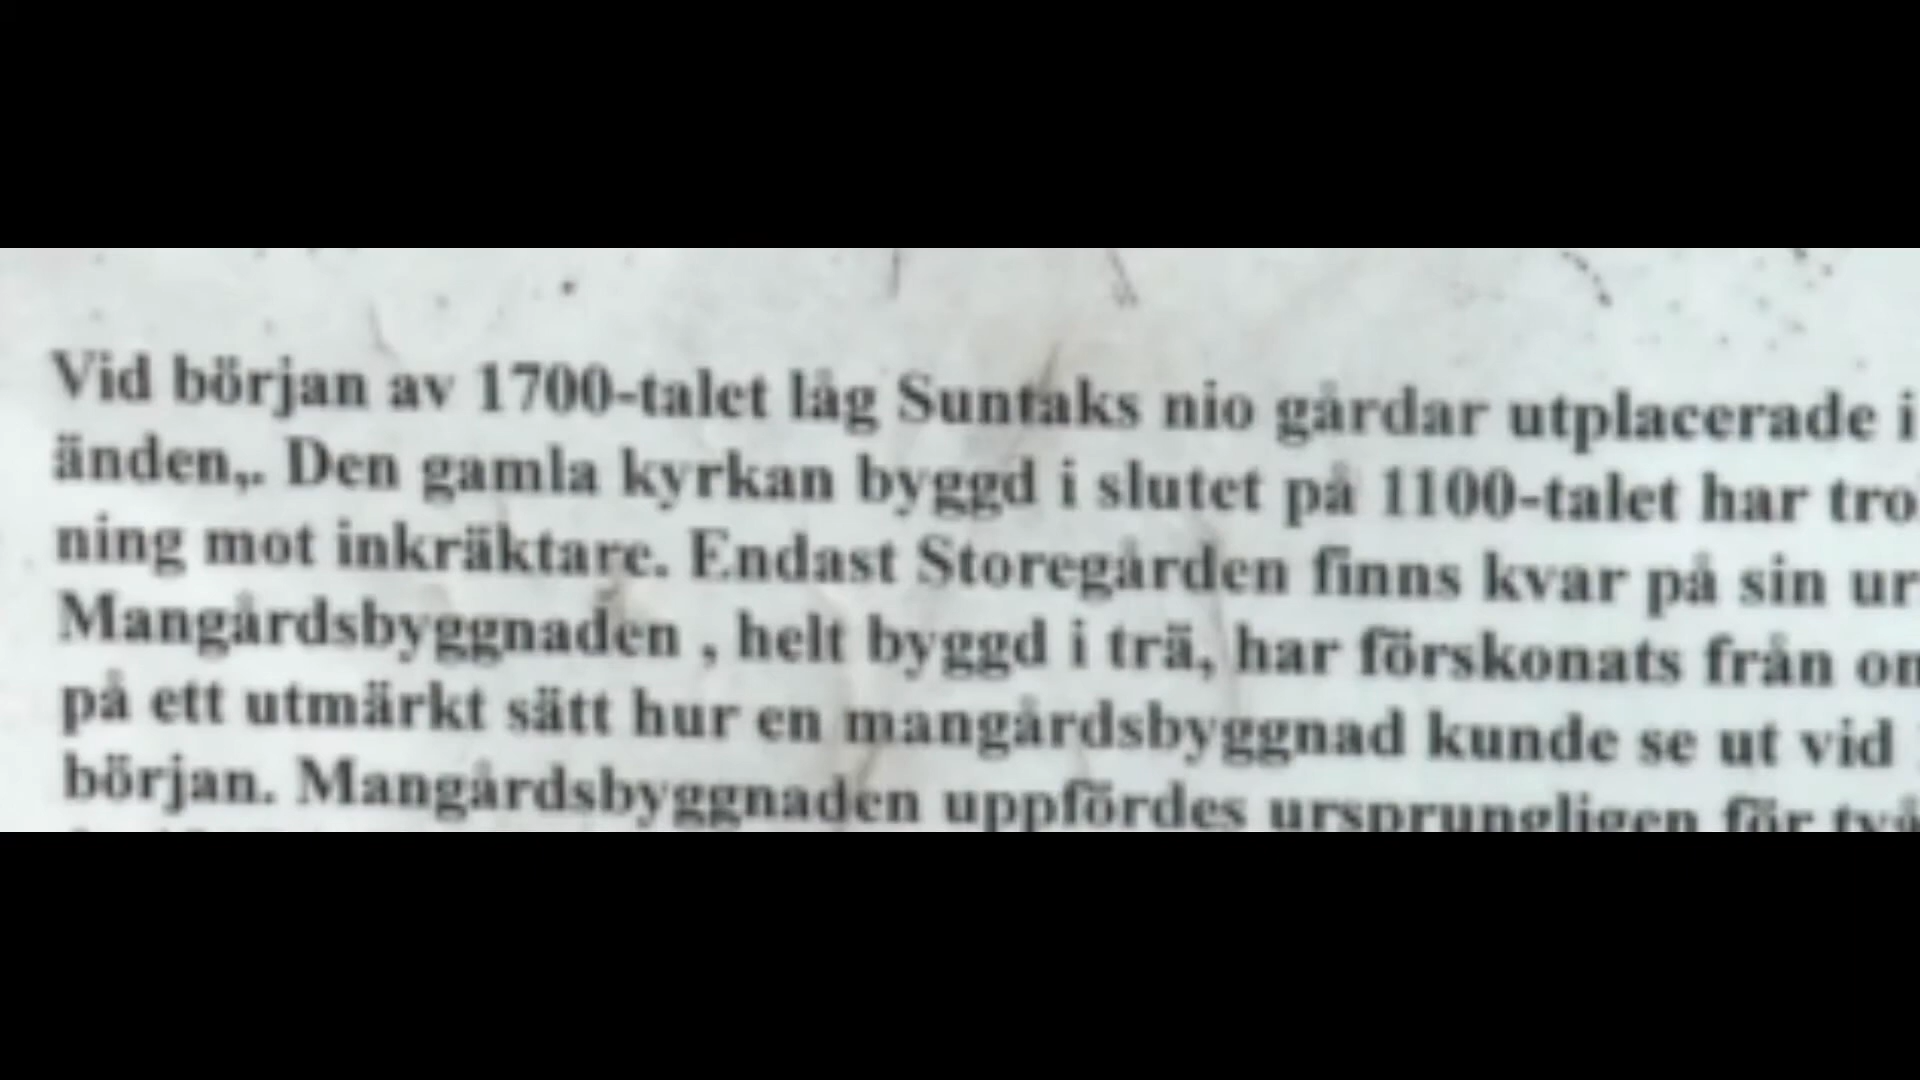 Vid början av 1700-talet låg Suntaks nio gårdar utplacerade i
änden,. Den gamla kyrkan byggd i slutet på 1100-talet har tro
ning mot inkräktare. Endast Storegården finns kvar på sin ur
Mangårdsbyggnaden , helt byggd i trä, har förskonats från om
på ett utmärkt sätt hur en mangårdsbyggnad kunde se ut vid
början. Mangårdsbyggnaden uppfördes ursprungligen för två